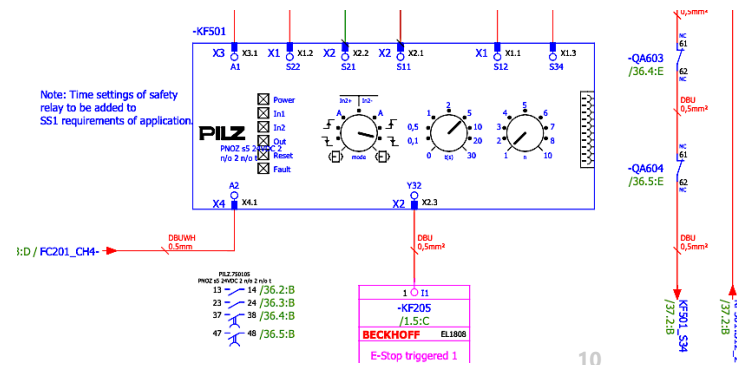 -KF501
X3 X3.1 X1 X1.2 X2 X2.2 X2 X2.1 X1 X1.1 X1.3
A1 S22 S21 S11 S12 S34
0,5mm²
NC
61
-QA603
/36.4:E
62
NC
DBU
0,5mm²
Note: Time settings of safety
relay to be added to
SS1 requirements of application.
Power
In1
In2
Out
Reset
Fault
PILZ
PNOZ s5 24VDC 2
n/o 2 n/o t
In2+ In2-
A A
mode
0 0,1 0,5 1 2 5 10 20 30
t(s)
1 2 3 4 5 6 7 8 10
n
NC
61
-QA604
/36.5:E
62
NC
A2 Y32
X4 X4.1 X2 X2.3
DBUWH
0.5mm
DBU
0,5mm²
DBU
0,5mm²
:D / FC201_CH4-
PILZ.750105
PNOZ s5 24VDC 2 n/o 2 n/o t
13 14 /36.2:B
23 24 /36.3:B
37 38 /36.4:B
47 48 /36.5:B
1 I1
-KF205
/1.5:C
BECKHOFF EL1808
E-Stop triggered 1
KF501_S34
/37.2:B
/37.2:B
10